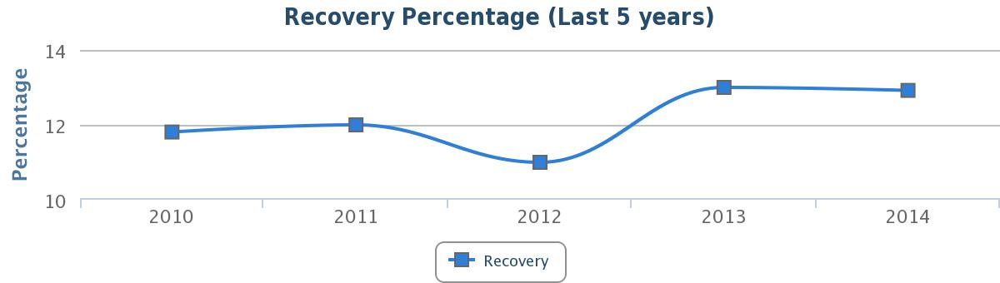 Recovery Percentage (Last 5 years)
Percentage
14
12
10
2010 2011 2012 2013 2014
Recovery